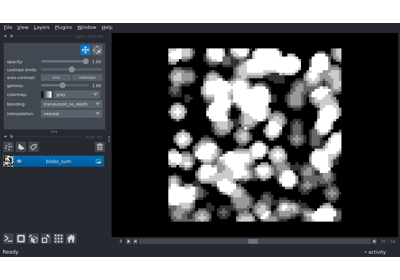 File View Layers Plugins Window Help
opacity: 1.00
contrast limits:
auto-contrast: once continuous
gamma: 1.00
colormap: gray
blending: translucent_no_depth
interpolation: nearest
blobs_sum
Ready
activity